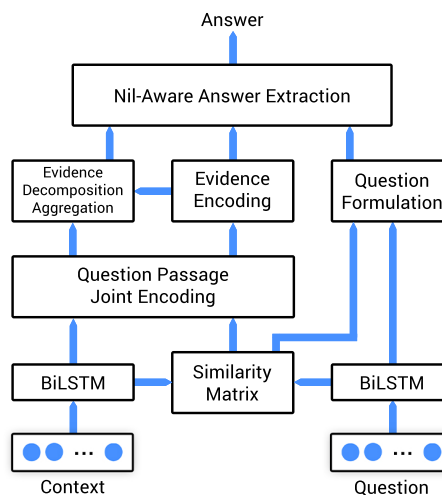 Answer
Nil-Aware Answer Extraction
Evidence
Decomposition
Aggregation
Evidence
Encoding
Question
Formulation
Question Passage
Joint Encoding
BiLSTM
Similarity
Matrix
BiLSTM
...
...
Context
Question